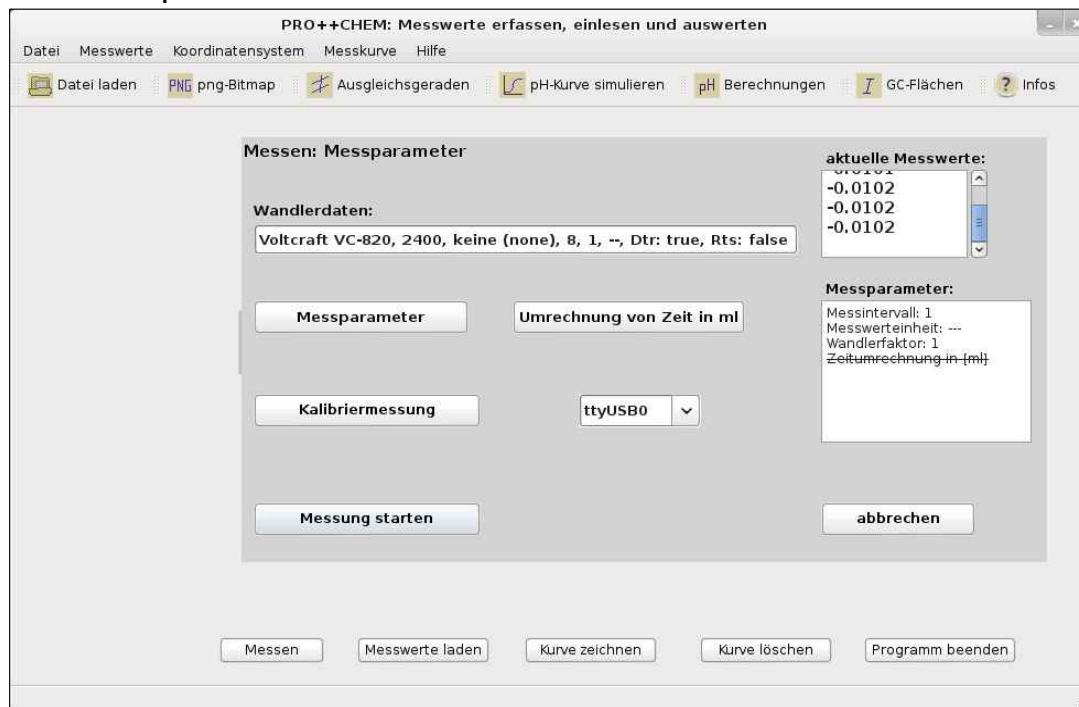 PRO++CHEM: Messwerte erfassen, einlesen und auswerten
Datei Messwerte Koordinatensystem Messkurve Hilfe
Datei laden PNG png-Bitmap Ausgleichsgeraden pH-Kurve simulieren pH Berechnungen GC-Flächen ? Infos
Messen: Messparameter
aktuelle Messwerte:
-0.0102
-0.0102
-0.0102
Wandlerdaten:
Voltcraft VC-820, 2400, keine (none), 8, 1, --, Dtr: true, Rts: false
Messparameter:
Messintervall: 1
Messwerteinheit: ---
Wandlerfaktor: 1
Zeitumrechnung in [ml]
Messparameter
Umrechnung von Zeit in ml
Kalibriermessung
ttyUSB0
Messung starten
abbrechen
Messen Messwerte laden Kurve zeichnen Kurve löschen Programm beenden